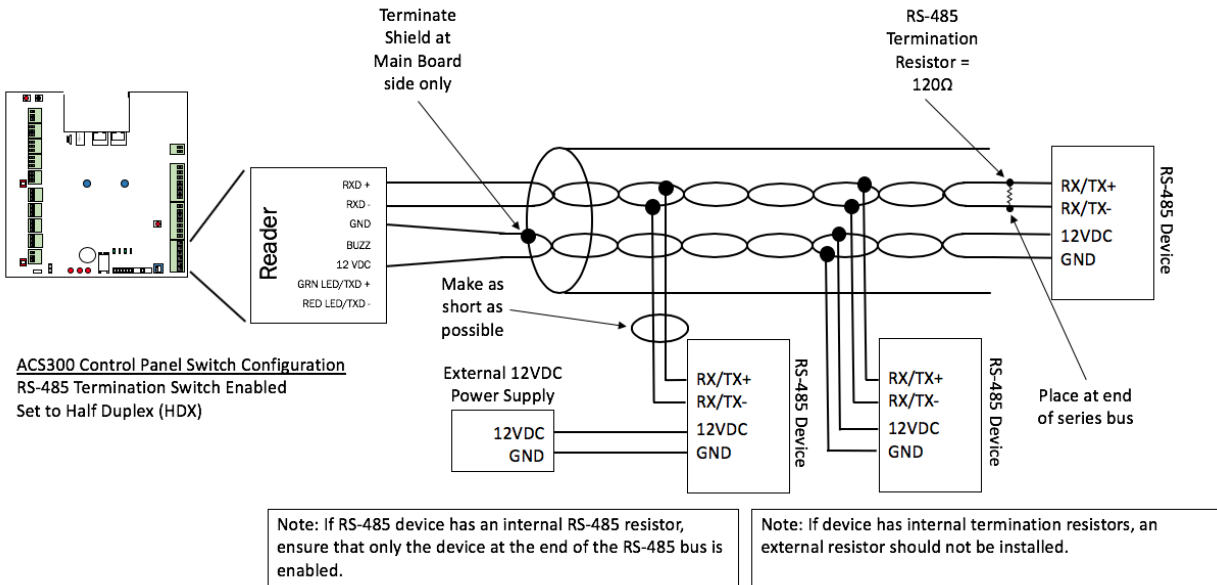 Terminate
Shield at
Main Board
side only
RS-485
Termination
Resistor =
120Ω
Reader
RXD +
RXD -
GND
BUZZ
12 VDC
GRN LED/TXD +
RED LED/TXD -
RX/TX+
RX/TX-
12VDC
GND
RS-485 Device
Make as
short as
possible
ACS300 Control Panel Switch Configuration
RS-485 Termination Switch Enabled
Set to Half Duplex (HDX)
External 12VDC
Power Supply
12VDC
GND
RX/TX+
RX/TX-
12VDC
GND
RS-485 Device
RX/TX+
RX/TX-
12VDC
GND
RS-485 Device
Place at end
of series bus
Note: If RS-485 device has an internal RS-485 resistor,
ensure that only the device at the end of the RS-485 bus is
enabled.
Note: If device has internal termination resistors, an
external resistor should not be installed.